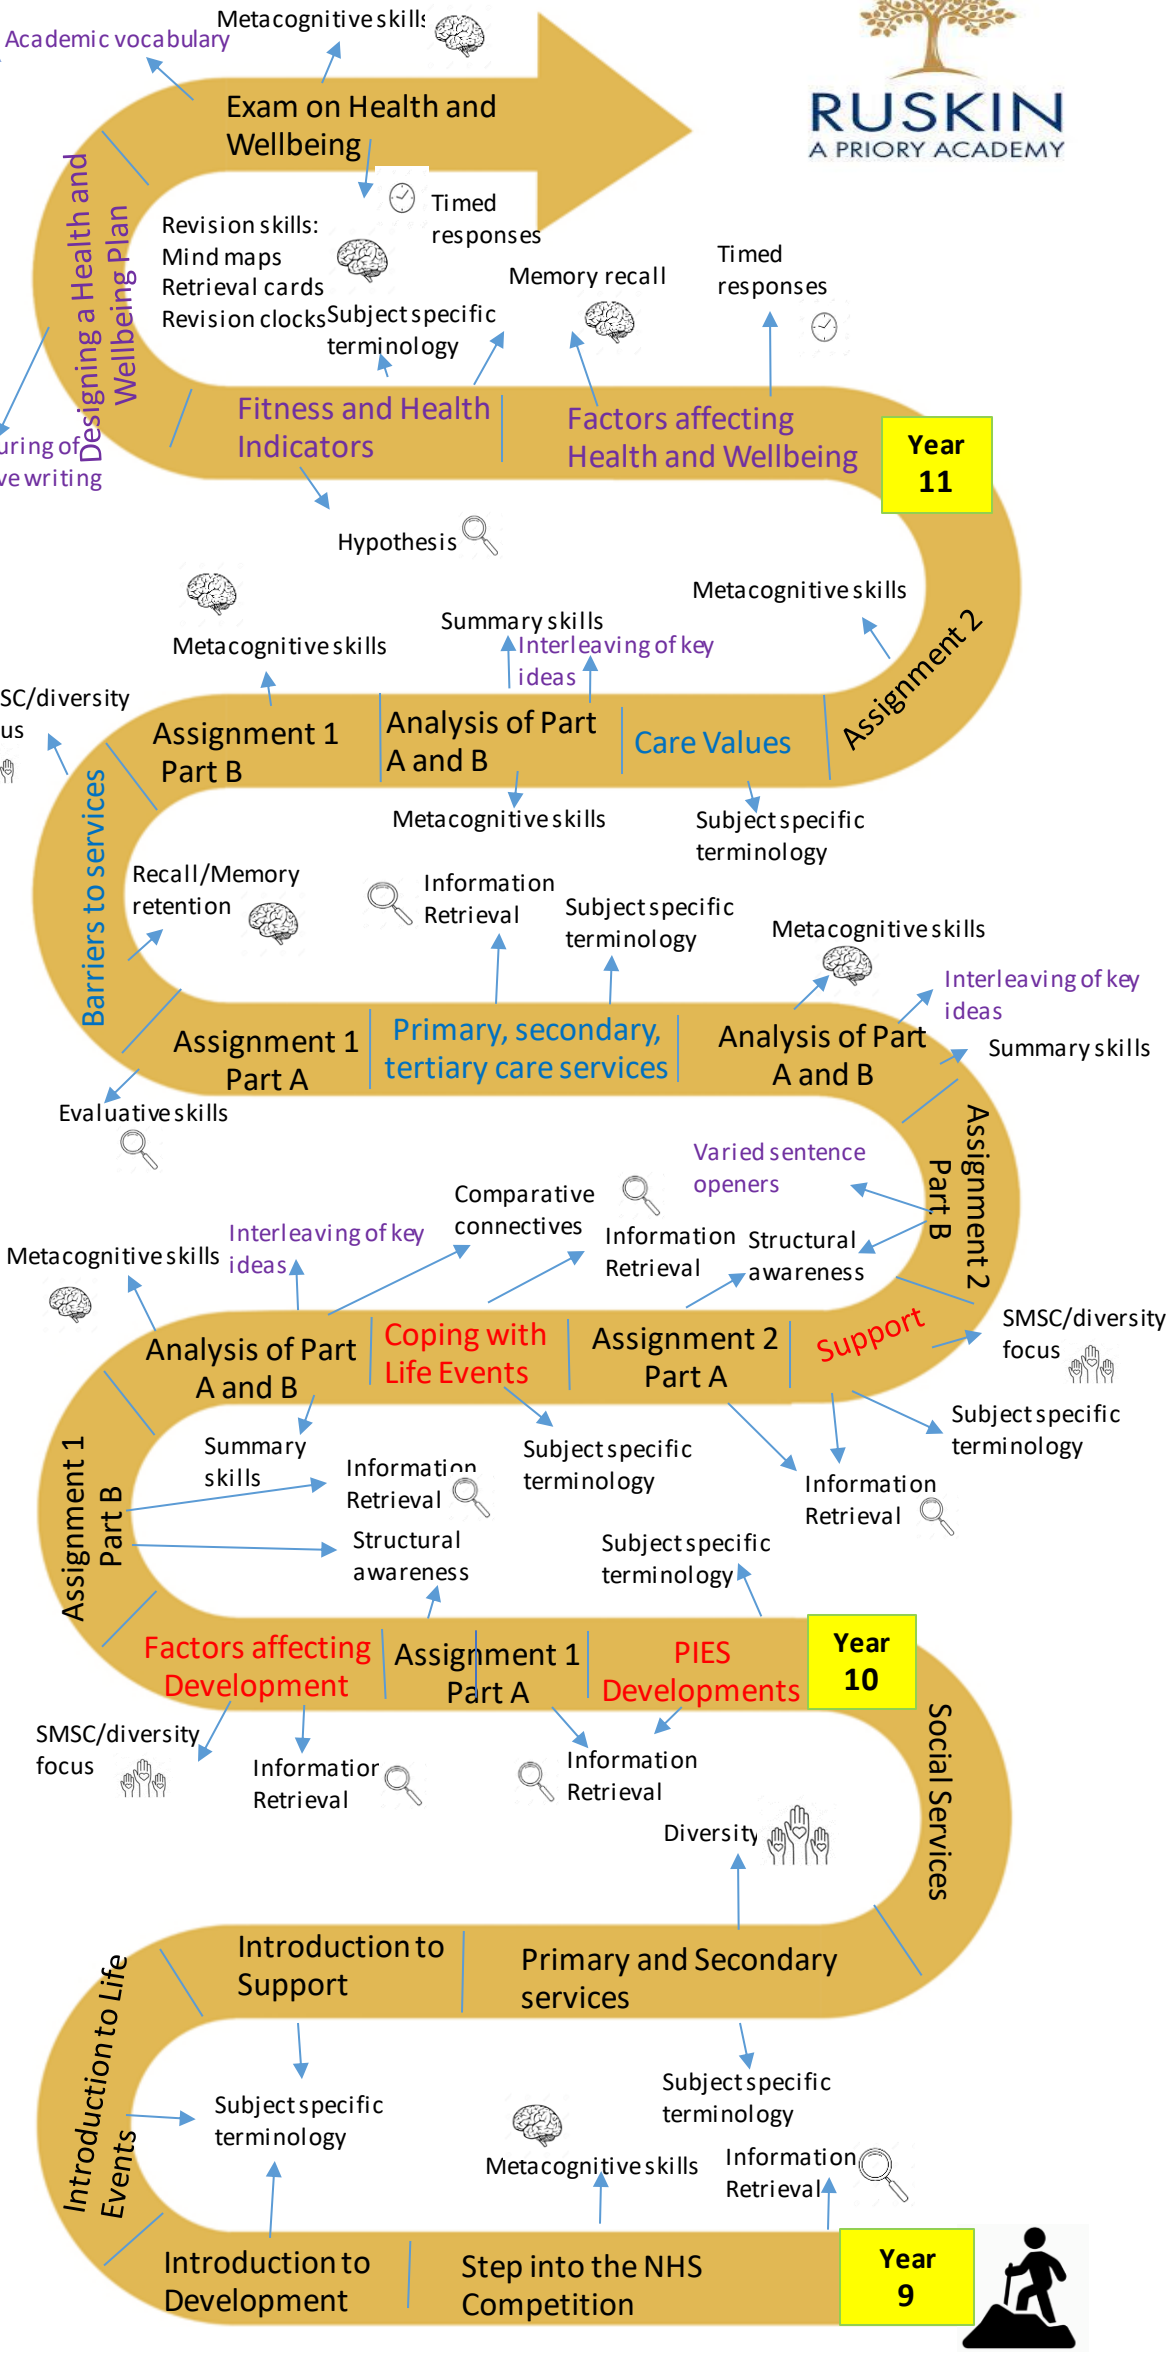 Metacognitive skills
Academic vocabulary
RUSKIN
A PRIORY ACADEMY
Exam on Health and
Wellbeing
Designing a Health and
Wellbeing Plan
Timed
responses
Revision skills:
Mind maps
Retrieval cards
Revision clocks
Subject specific
terminology
Memory recall
Timed
responses
Fitness and Health
Indicators
Factors affecting
Health and Wellbeing
Year
11
uring of
ve writing
Hypothesis
Metacognitive skills
Summary skills
Interleaving of key
ideas
Metacognitive skills
Assignment 2
SC/diversity
us
Assignment 1
Part B
Analysis of Part
A and B
Care Values
Metacognitive skills
Subject specific
terminology
Barriers to services
Recall/Memory
retention
Information
Retrieval
Subject specific
terminology
Metacognitive skills
Interleaving of key
ideas
Summary skills
Assignment 1
Part A
Primary, secondary,
tertiary care services
Analysis of Part
A and B
Evaluative skills
Assignment 2
Part B
Varied sentence
openers
Comparative
connectives
Information
Retrieval
Structural
awareness
Interleaving of key
ideas
Metacognitive skills
Analysis of Part
A and B
Coping with
Life Events
Assignment 2
Part A
Support
SMSC/diversity
focus
Subject specific
terminology
Information
Retrieval
Subject specific
terminology
Summary
skills
Assignment 1
Part B
Information
Retrieval
Structural
awareness
Subject specific
terminology
Factors affecting
Development
Assignment 1
Part A
PIES
Developments
Year
10
SMSC/diversity
focus
Information
Retrieval
Information
Retrieval
Social Services
Diversity
Introduction to
Support
Primary and Secondary
services
Introduction to Life
Events
Subject specific
terminology
Subject specific
terminology
Metacognitive skills
Information
Retrieval
Introduction to
Development
Step into the NHS
Competition
Year
9